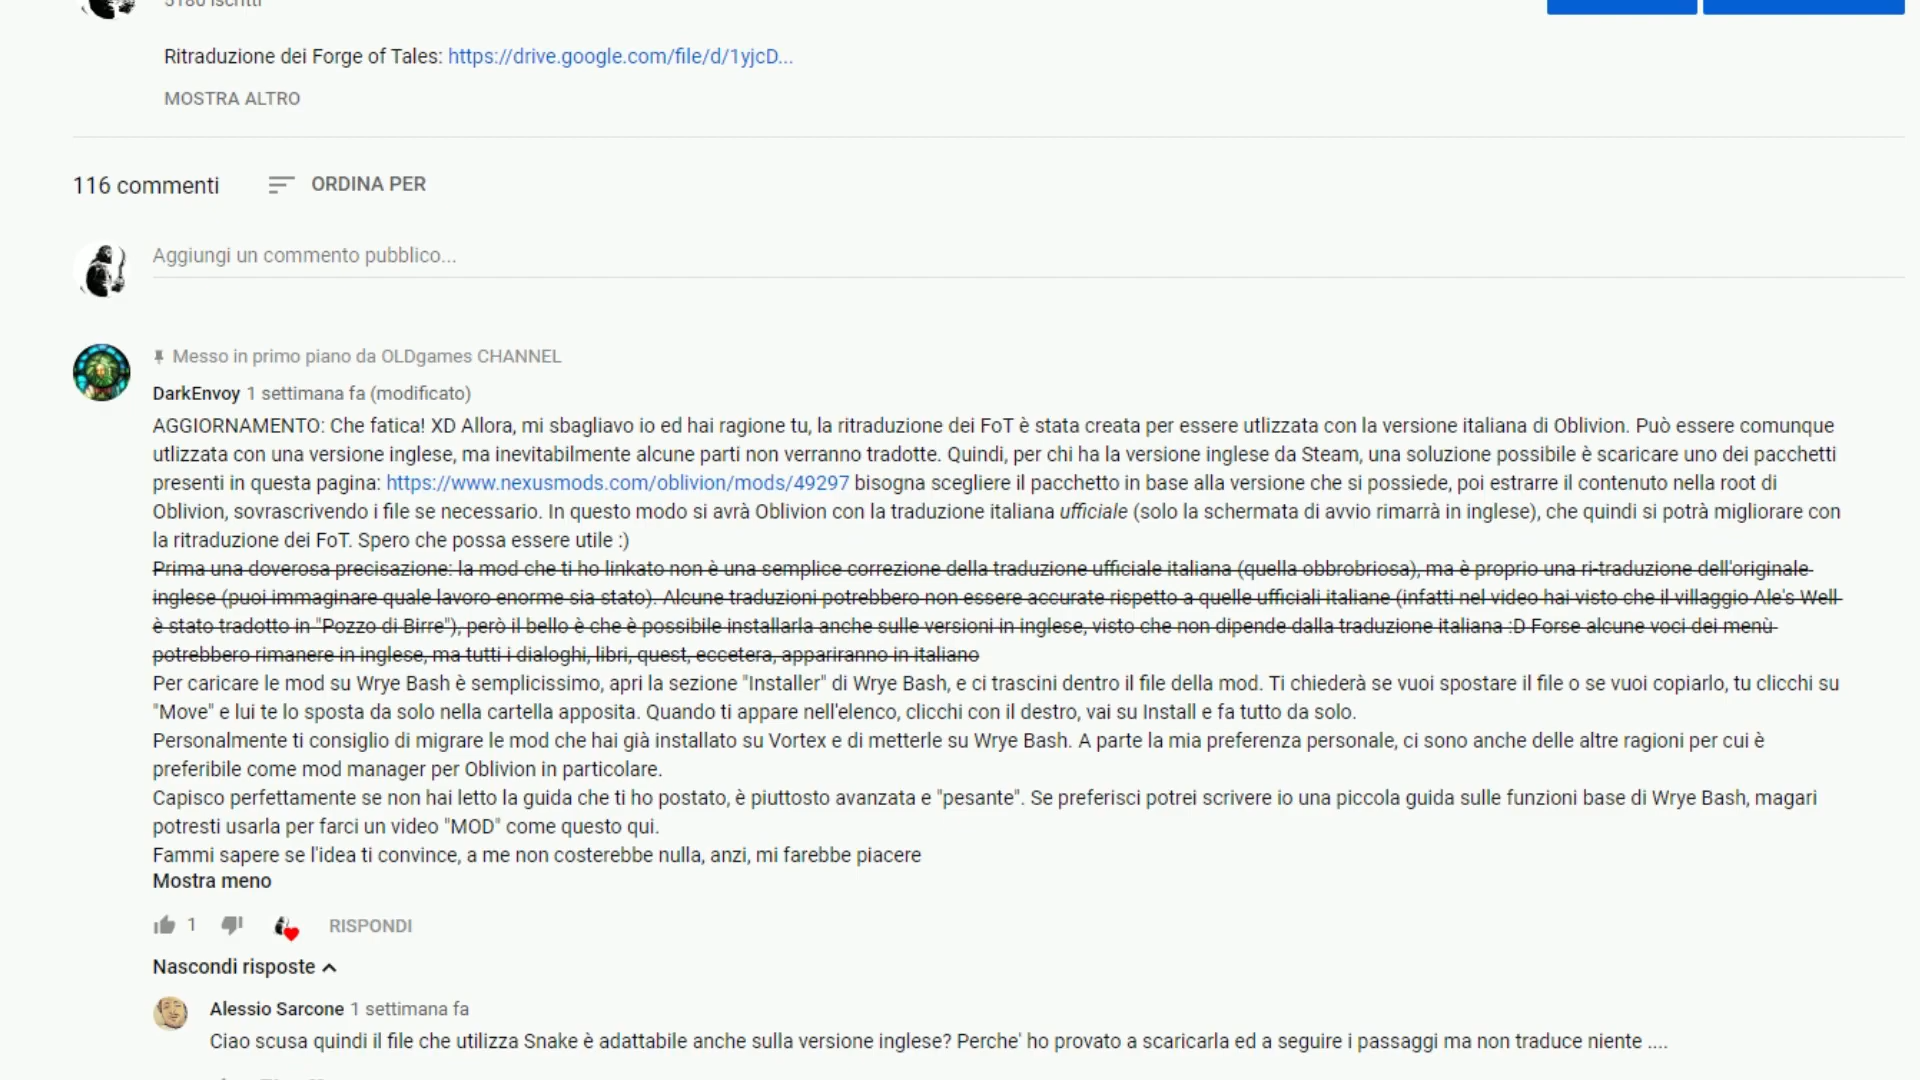 5180 iscritti
Ritraduzione dei Forge of Tales: https://drive.google.com/file/d/1yjcD...
MOSTRA ALTRO
116 commenti ORDINA PER
Aggiungi un commento pubblico...
Messo in primo piano da OLDgames CHANNEL
DarkEnvoy 1 settimana fa (modificato)
AGGIORNAMENTO: Che fatica! XD Allora, mi sbagliavo io ed hai ragione tu, la ritraduzione dei FoT è stata creata per essere utlizzata con la versione italiana di Oblivion. Può essere comunque
utlizzata con una versione inglese, ma inevitabilmente alcune parti non verranno tradotte. Quindi, per chi ha la versione inglese da Steam, una soluzione possibile è scaricare uno dei pacchetti
presenti in questa pagina: https://www.nexusmods.com/oblivion/mods/49297 bisogna scegliere il pacchetto in base alla versione che si possiede, poi estrarre il contenuto nella root di
Oblivion, sovrascrivendo i file se necessario. In questo modo si avrà Oblivion con la traduzione italiana ufficiale (solo la schermata di avvio rimarrà in inglese), che quindi si potrà migliorare con
la ritraduzione dei FoT. Spero che possa essere utile :)
Prima una doverosa precisazione: la mod che ti ho linkato non è una semplice correzione della traduzione ufficiale italiana (quella obbrobriosa), ma è proprio una ri-traduzione dell'originale
inglese (puoi immaginare quale lavoro enorme sia stato). Alcune traduzioni potrebbero non essere accurate rispetto a quelle ufficiali italiane (infatti nel video hai visto che il villaggio Ale's Well
è stato tradotto in "Pozzo di Birre"), però il bello è che è possibile installarla anche sulle versioni in inglese, visto che non dipende dalla traduzione italiana :D Forse alcune voci dei menù
potrebbero rimanere in inglese, ma tutti i dialoghi, libri, quest, eccetera, appariranno in italiano
Per caricare le mod su Wrye Bash è semplicissimo, apri la sezione "Installer" di Wrye Bash, e ci trascini dentro il file della mod. Ti chiederà se vuoi spostare il file o se vuoi copiarlo, tu clicchi su
"Move" e lui te lo sposta da solo nella cartella apposita. Quando ti appare nell'elenco, clicchi con il destro, vai su Install e fa tutto da solo.
Personalmente ti consiglio di migrare le mod che hai già installato su Vortex e di metterle su Wrye Bash. A parte la mia preferenza personale, ci sono anche delle altre ragioni per cui è
preferibile come mod manager per Oblivion in particolare.
Capisco perfettamente se non hai letto la guida che ti ho postato, è piuttosto avanzata e "pesante". Se preferisci potrei scrivere io una piccola guida sulle funzioni base di Wrye Bash, magari
potresti usarla per farci un video "MOD" come questo qui.
Fammi sapere se l'idea ti convince, a me non costerebbe nulla, anzi, mi farebbe piacere
Mostra meno
1 RISPONDI
Nascondi risposte
Alessio Sarcone 1 settimana fa
Ciao scusa quindi il file che utilizza Snake è adattabile anche sulla versione inglese? Perche' ho provato a scaricarla ed a seguire i passaggi ma non traduce niente ....